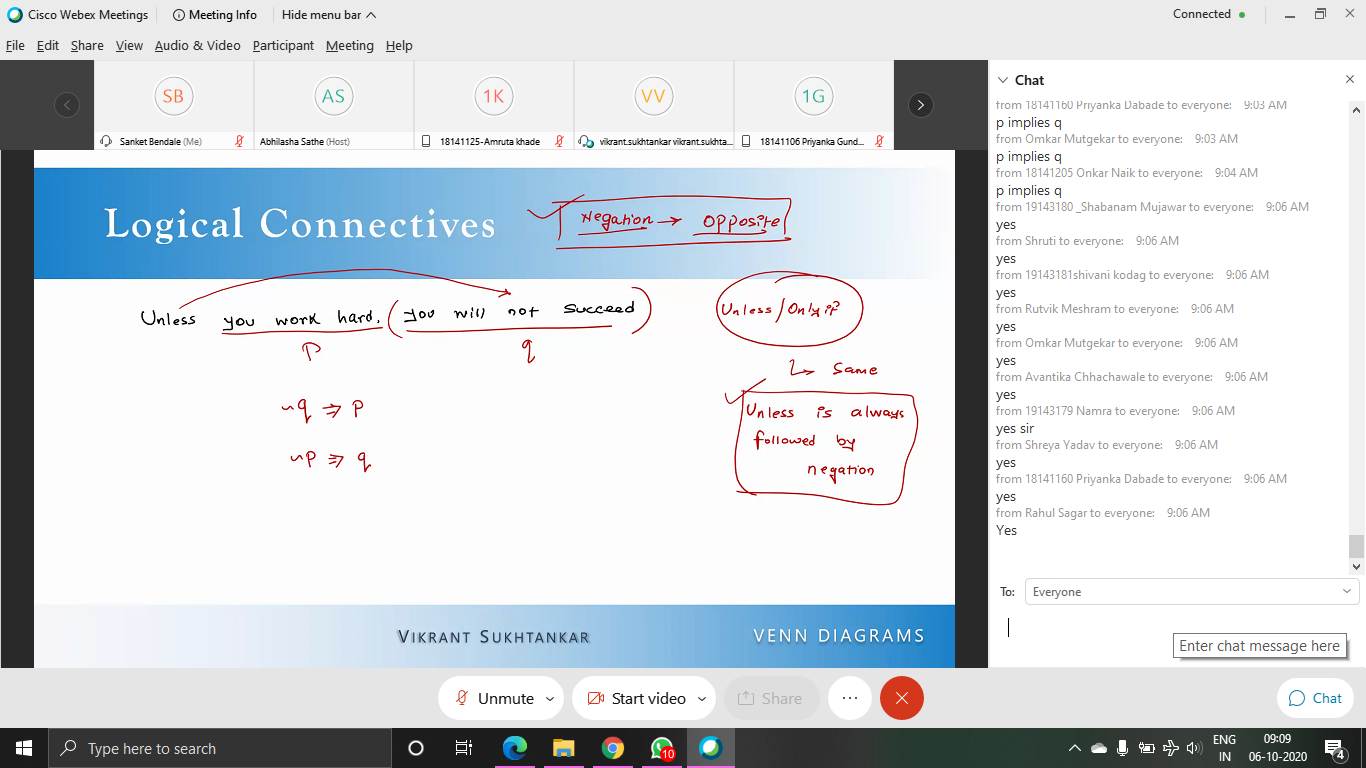 Cisco Webex Meetings
Meeting Info
Hide menu bar
Connected
File Edit Share View Audio & Video Participant Meeting Help
SB
AS
1K
VV
1G
Sanket Bendale (Me)
Abhilasha Sathe (Host)
18141125-Amruta khade
vikrant.sukhtankar vikrant.sukhta...
18141106 Priyanka Gund...
Logical Connectives
Negation → opposite
Unless you work hard, (you will not succeed)
P
q
~q ⇒ P
~P ⇒ q
Unless / Only if
↳ Same
Unless is always
followed by
negation
VIKRANT SUKHTANKAR
VENN DIAGRAMS
Chat
from 18141160 Priyanka Dabade to everyone: 9:03 AM
p implies q
from Omkar Mutgekar to everyone: 9:03 AM
p implies q
from 18141205 Onkar Naik to everyone: 9:04 AM
p implies q
from 19143180 _Shabanam Mujawar to everyone: 9:06 AM
yes
from Shruti to everyone: 9:06 AM
yes
from 19143181shivani kodag to everyone: 9:06 AM
yes
from Rutvik Meshram to everyone: 9:06 AM
yes
from Omkar Mutgekar to everyone: 9:06 AM
yes
from Avantika Chhachawale to everyone: 9:06 AM
yes
from 19143179 Namra to everyone: 9:06 AM
yes sir
from Shreya Yadav to everyone: 9:06 AM
yes
from 18141160 Priyanka Dabade to everyone: 9:06 AM
yes
from Rahul Sagar to everyone: 9:06 AM
Yes
To: Everyone
Enter chat message here
Unmute
Start video
Share
Chat
Type here to search
10
ENG
IN
09:09
06-10-2020
4